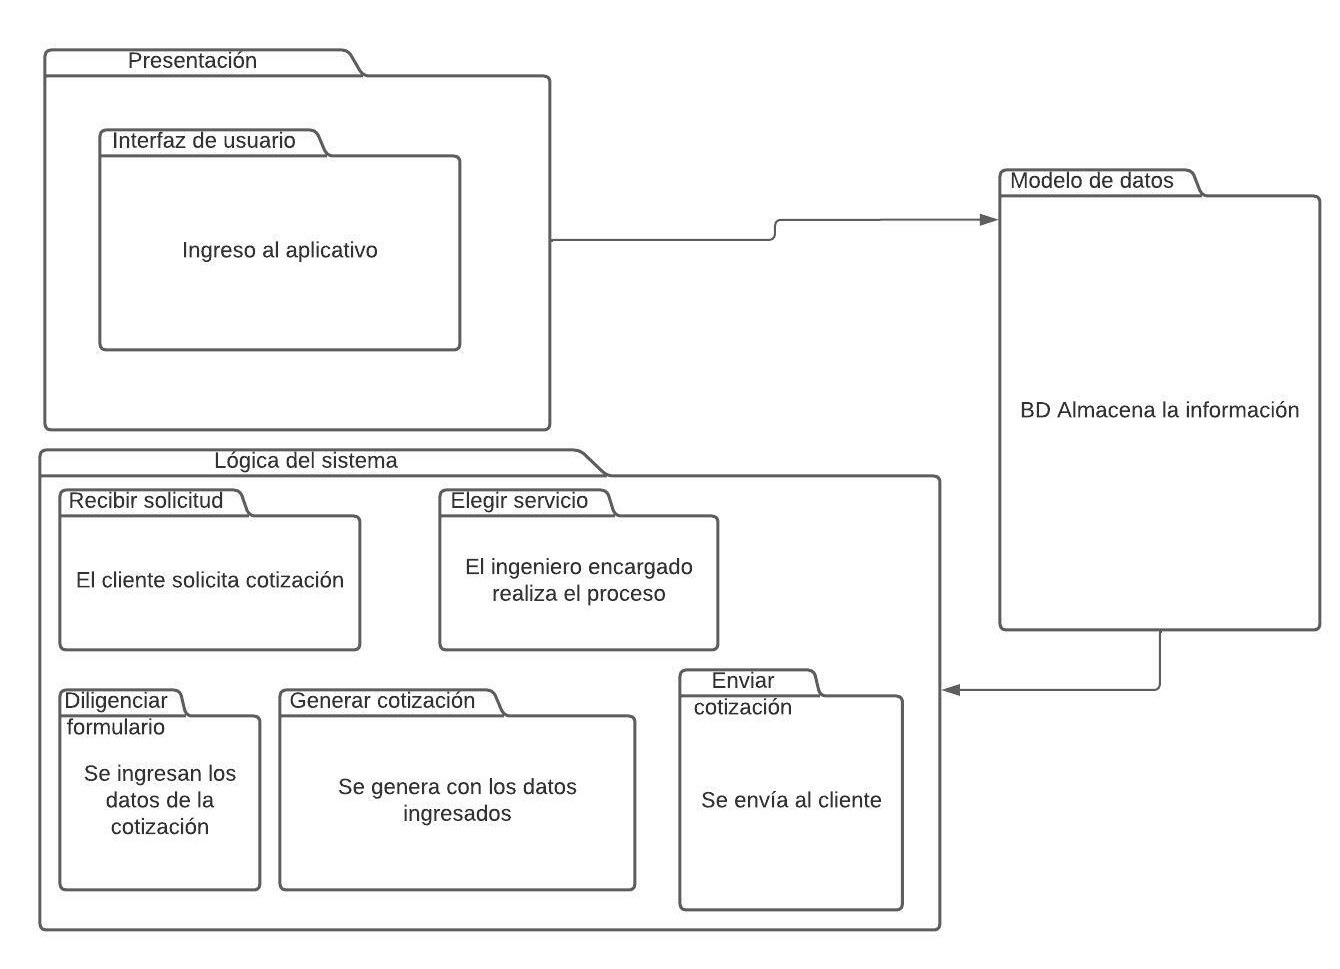 Presentación
Interfaz de usuario
Ingreso al aplicativo
Modelo de datos
BD Almacena la información
Lógica del sistema
Recibir solicitud
El cliente solicita cotización
Elegir servicio
El ingeniero encargado
realiza el proceso
Diligenciar
formulario
Se ingresan los
datos de la
cotización
Generar cotización
Se genera con los datos
ingresados
Enviar
cotización
Se envía al cliente